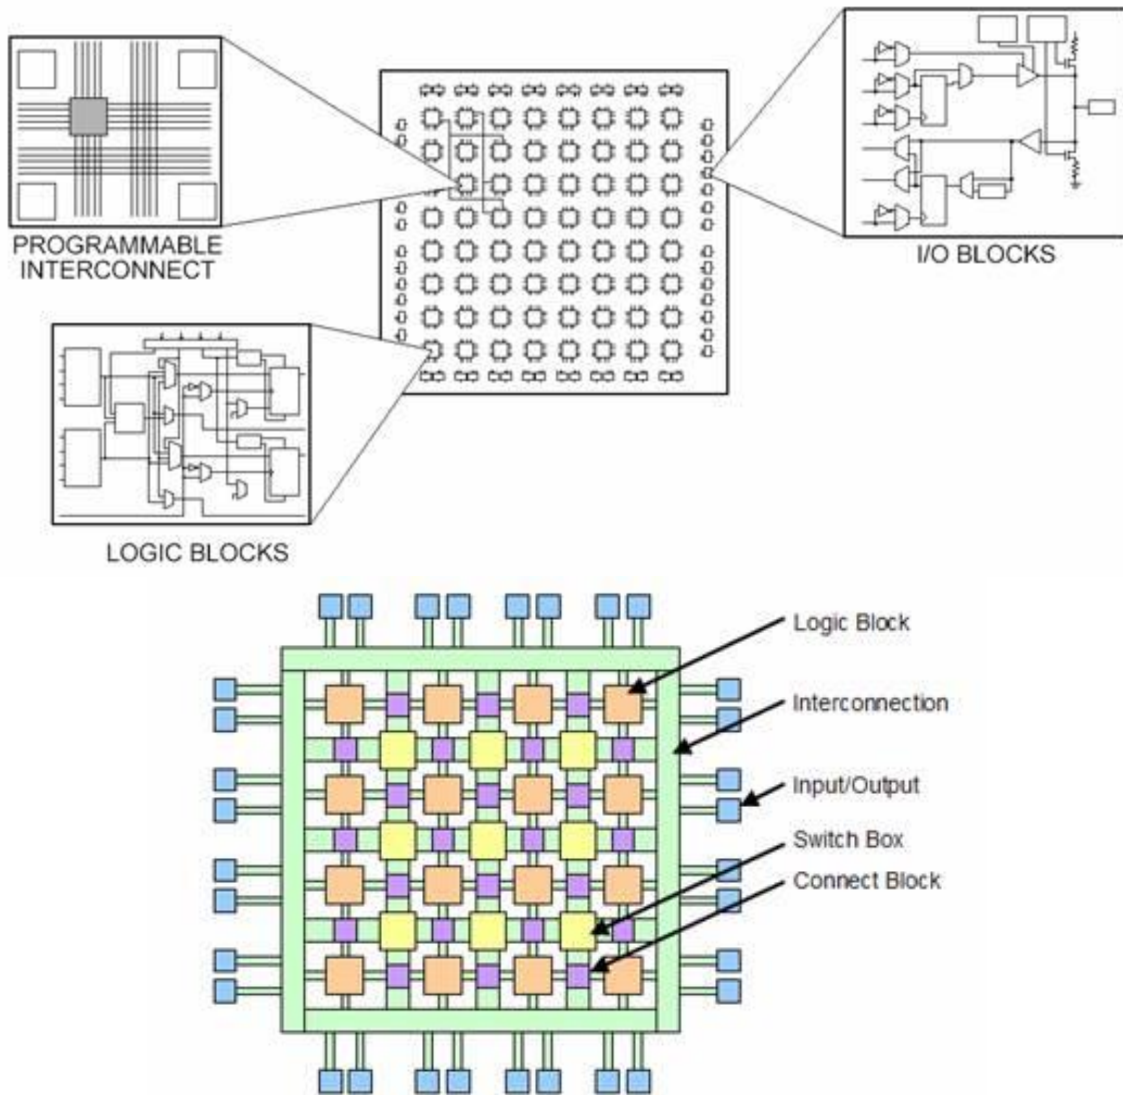 PROGRAMMABLE
INTERCONNECT
I/O BLOCKS
LOGIC BLOCKS
Logic Block
Interconnection
Input/Output
Switch Box
Connect Block